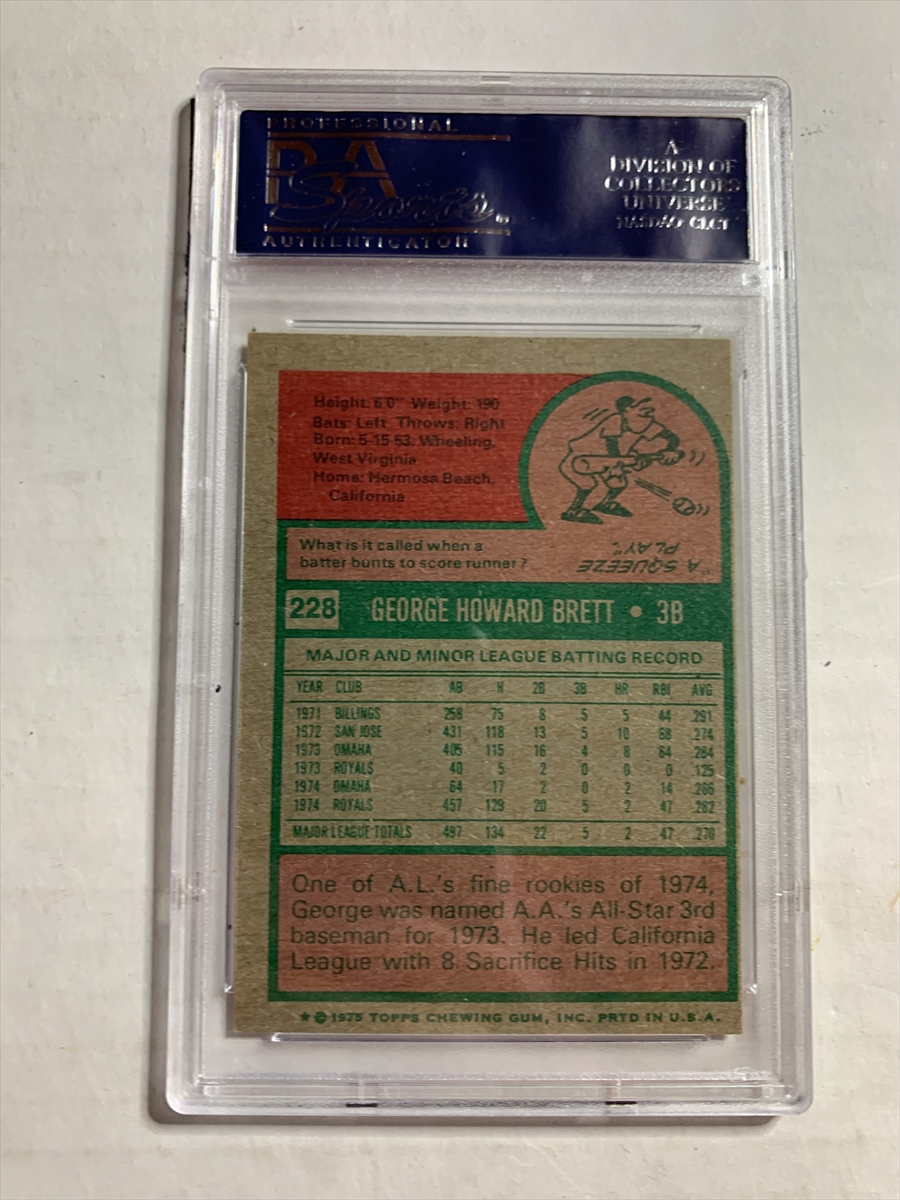 PROFESSIONAL
PSA
Sports
AUTHENTICATOR
A
DIVISION OF
COLLECTORS
UNIVERSE
NASDAQ: CLCT
Height: 6'0" Weight: 190
Bats: Left Throws: Right
Born: 5-15-53, Wheeling,
West Virginia
Home: Hermosa Beach,
California
What is it called when a
batter bunts to score runner?
"A SQUEEZE
PLAY".
228 GEORGE HOWARD BRETT • 3B
MAJOR AND MINOR LEAGUE BATTING RECORD
YEAR CLUB AB H 2B 3B HR RBI AVG
1971 BILLINGS 258 75 8 5 5 44 .291
1972 SAN JOSE 431 118 13 5 10 68 .274
1973 OMAHA 405 115 16 4 8 64 .284
1973 ROYALS 40 5 2 0 0 0 .125
1974 OMAHA 64 17 2 0 2 14 .266
1974 ROYALS 457 129 20 5 2 47 .282
MAJOR LEAGUE TOTALS 497 134 22 5 2 47 .270
One of A.L.'s fine rookies of 1974,
George was named A.A.'s All-Star 3rd
baseman for 1973. He led California
League with 8 Sacrifice Hits in 1972.
★ © 1975 TOPPS CHEWING GUM, INC. PRTD IN U.S.A.